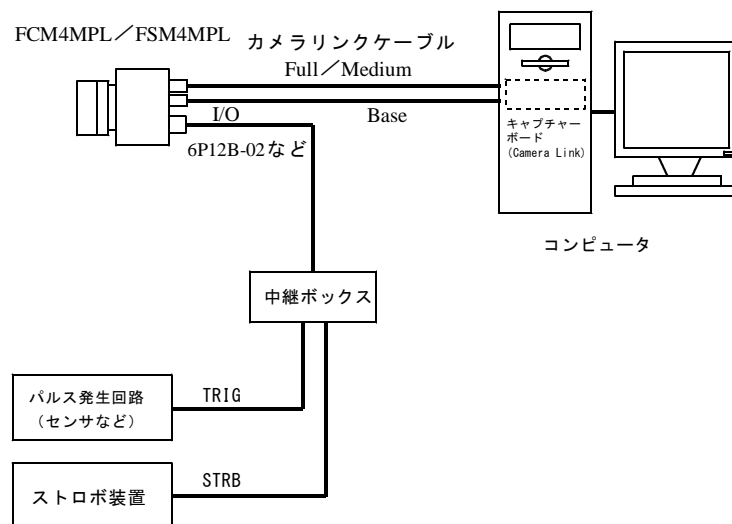 FCM4MPL／FSM4MPL
カメラリンクケーブル
Full／Medium
I/O
Base
6P12B-02など
キャプチャー
ボード
(Camera Link)
コンピュータ
中継ボックス
パルス発生回路
（センサなど）
TRIG
ストロボ装置
STRB